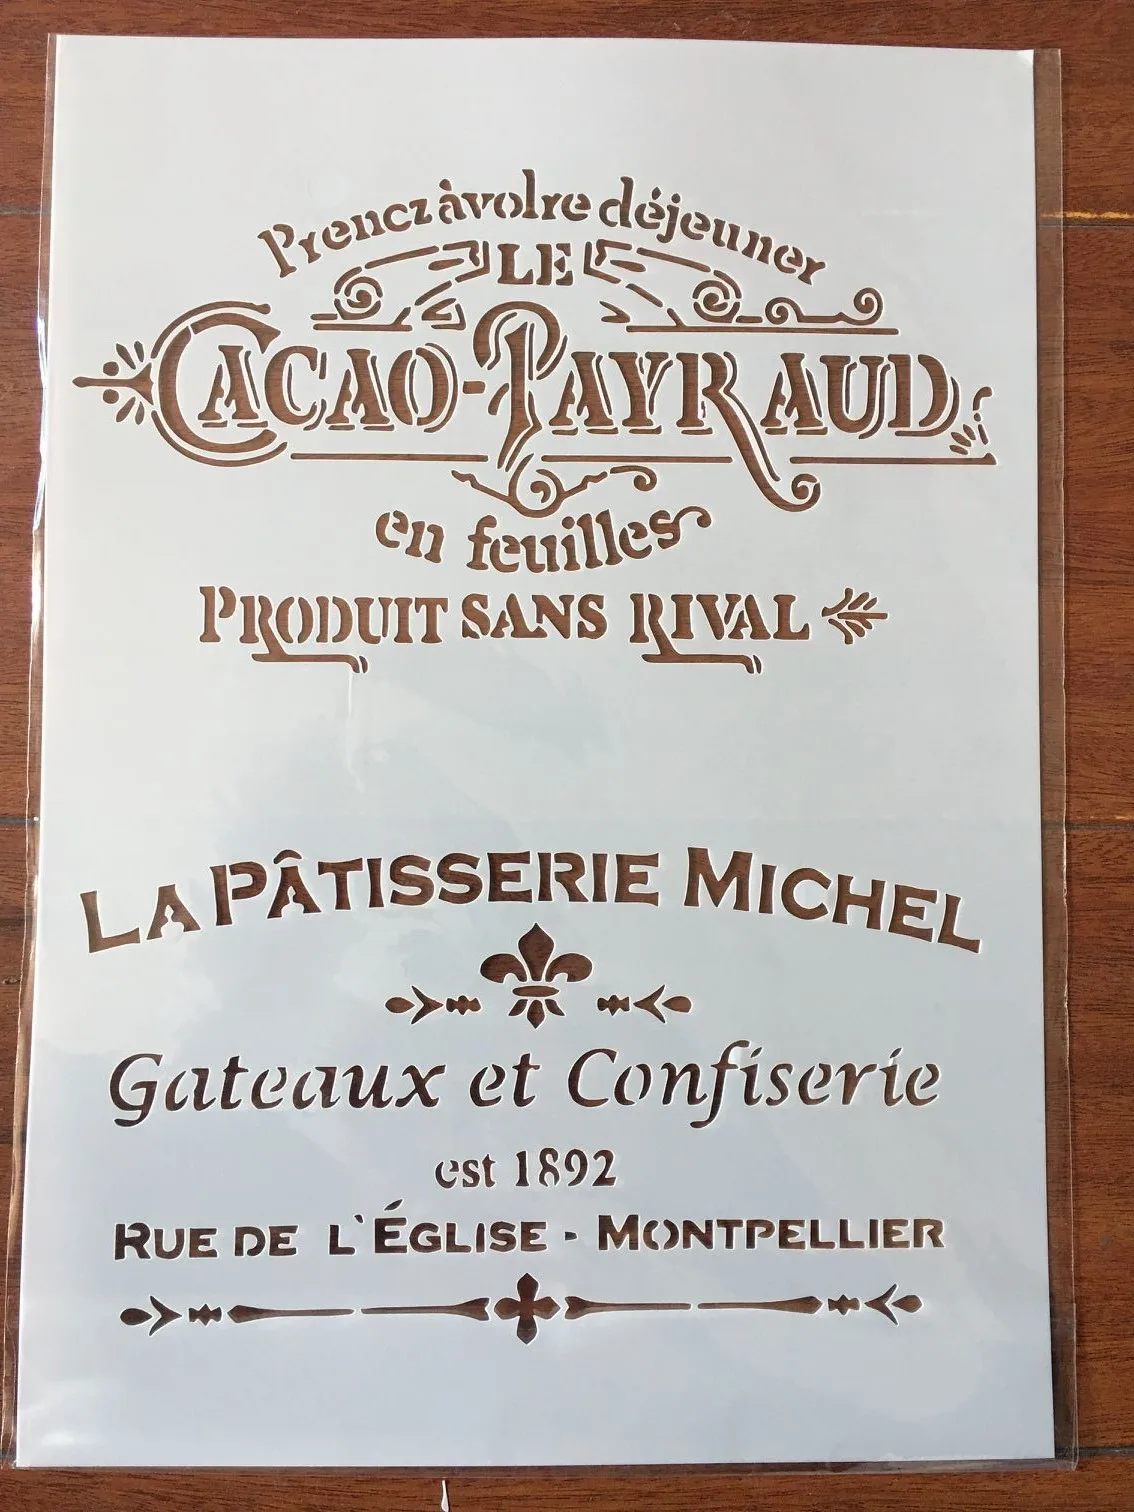 Prencz àvolre déjeuner
LE
CACAO-PAYRAUD
en feuilles
PRODUIT SANS RIVAL
LA PÂTISSERIE MICHEL
Gateaux et Confiserie
est 1892
RUE DE L'ÉGLISE - MONTPELLIER